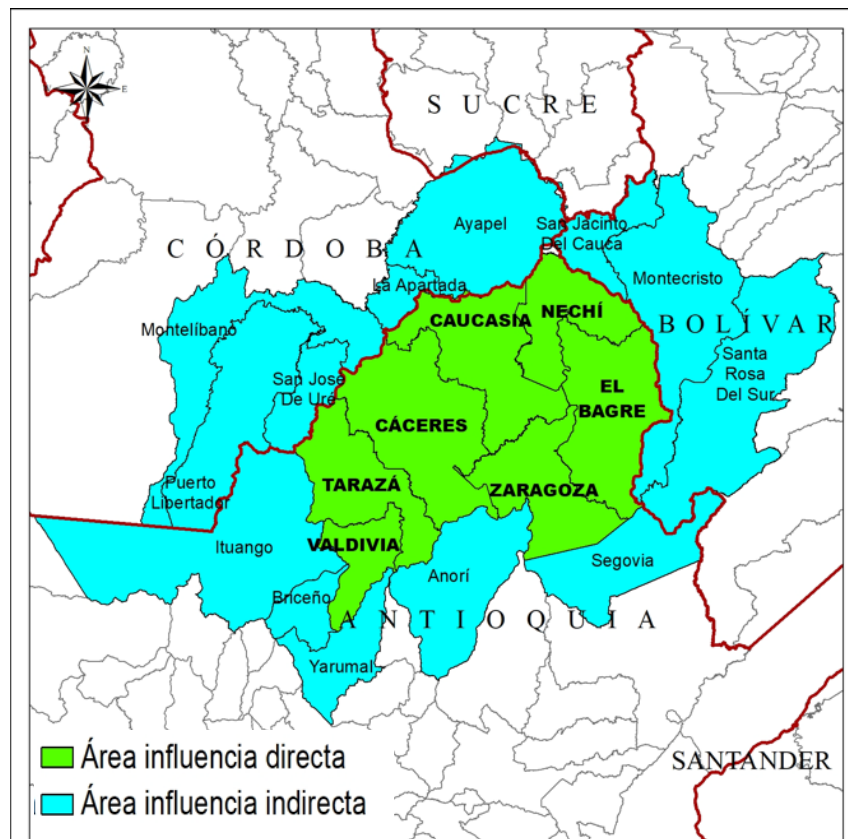 N
E
SUCRE
Ayapel
San Jacinto
Del Cauca
CÓRDOBA
La Apartada
Montecristo
Montelíbano
CAUCASIA
NECHÍ
BOLÍVAR
San José
De Uré
EL
BAGRE
Santa
Rosa
Del Sur
CÁCERES
Puerto
Libertador
TARAZÁ
ZARAGOZA
Ituango
VALDIVIA
Anorí
Segovia
Briceño
ANTIOQUIA
Yarumal
Área influencia directa
SANTANDER
Área influencia indirecta